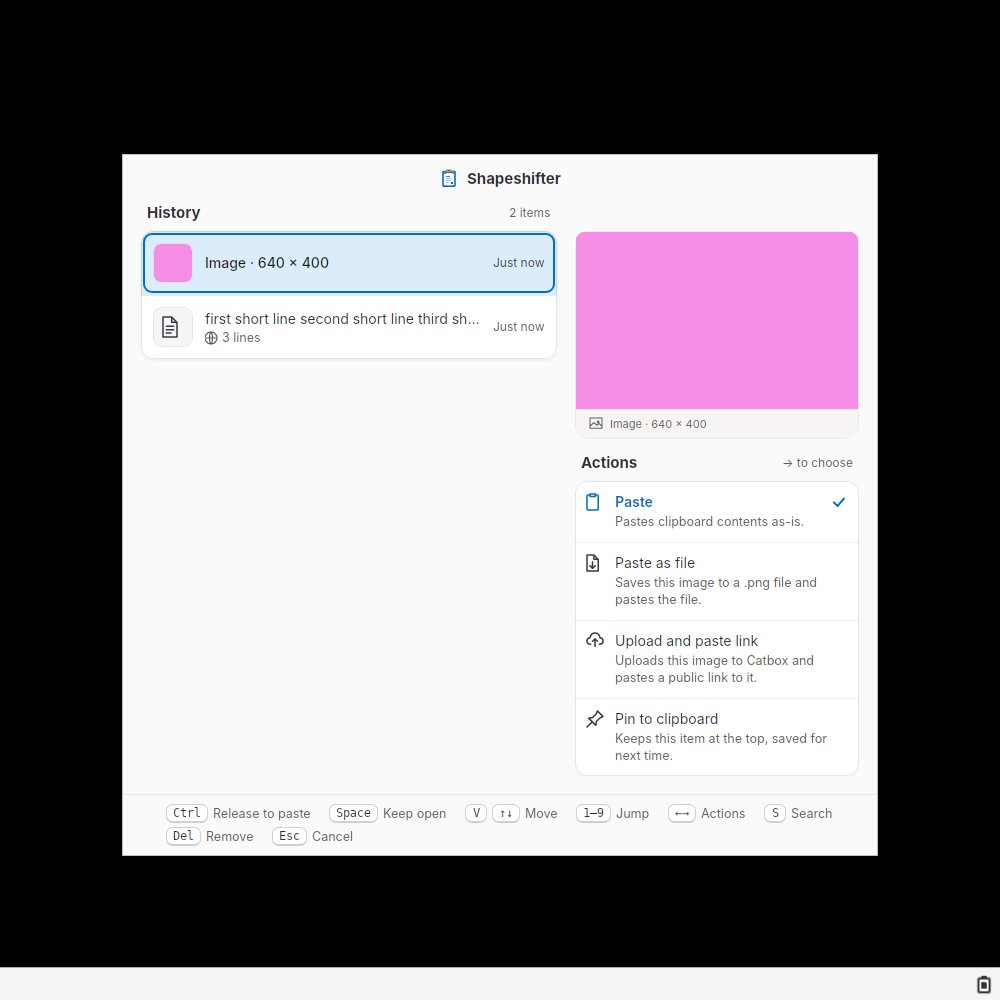 Shapeshifter
History
2 items
Image · 640 × 400
Just now
first short line second short line third sh...
3 lines
Just now
Image · 640 × 400
Actions
→ to choose
Paste
Pastes clipboard contents as-is.
Paste as file
Saves this image to a .png file and
pastes the file.
Upload and paste link
Uploads this image to Catbox and
pastes a public link to it.
Pin to clipboard
Keeps this item at the top, saved for
next time.
Ctrl Release to paste Space Keep open V ↑↓ Move 1–9 Jump ←→ Actions S Search
Del Remove Esc Cancel